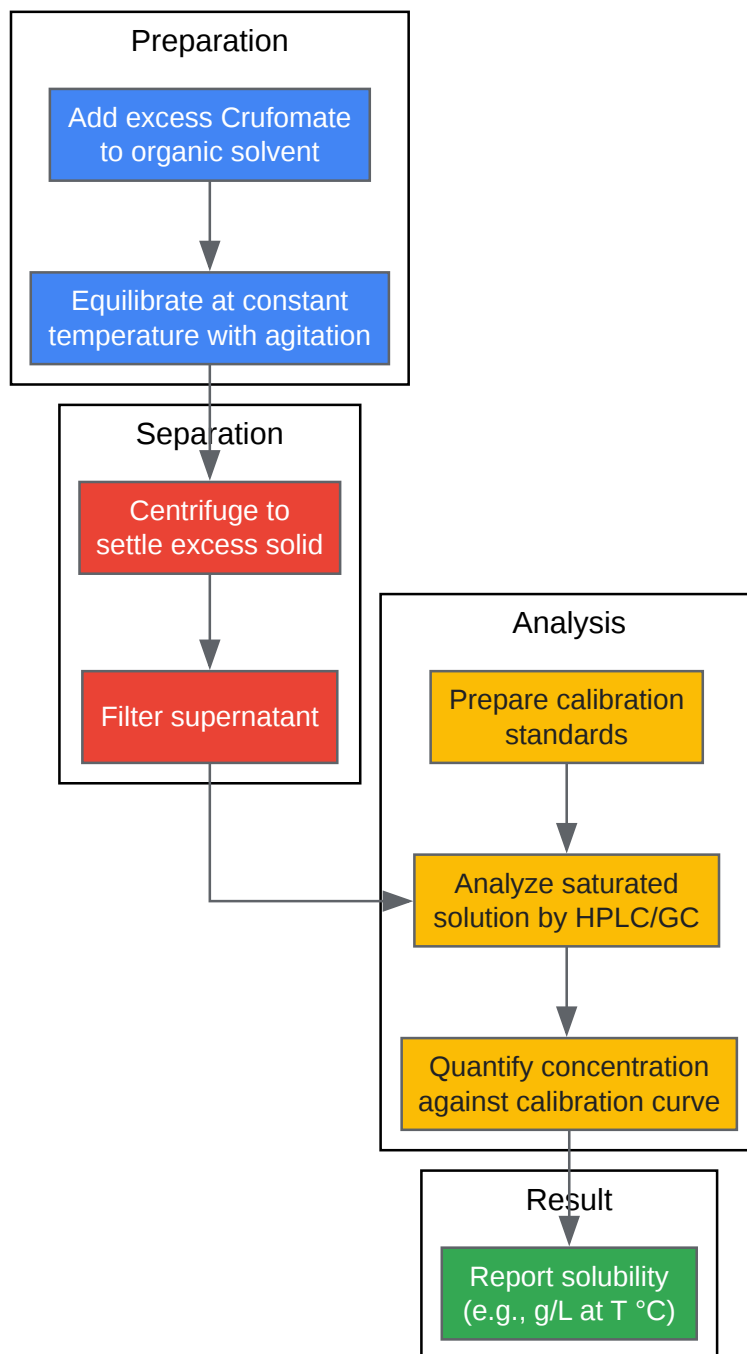 Preparation
Add excess Crufomate
to organic solvent
Equilibrate at constant
temperature with agitation
Separation
Centrifuge to
settle excess solid
Filter supernatant
Analysis
Prepare calibration
standards
Analyze saturated
solution by HPLC/GC
Quantify concentration
against calibration curve
Result
Report solubility
(e.g., g/L at T °C)